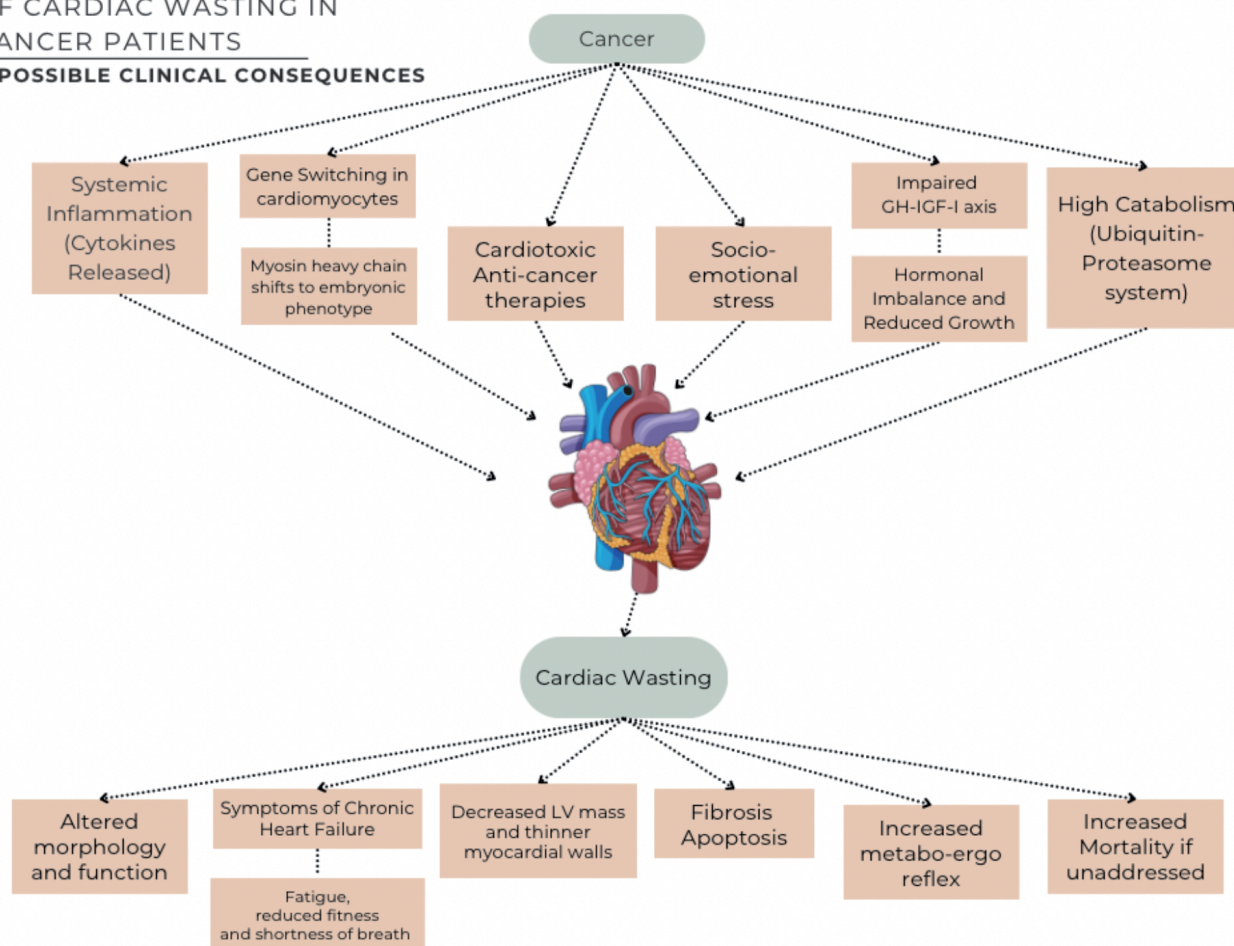 F CARDIAC WASTING IN
ANCER PATIENTS
POSSIBLE CLINICAL CONSEQUENCES
Cancer
Systemic
Inflammation
(Cytokines
Released)
Gene Switching in
cardiomyocytes
Myosin heavy chain
shifts to embryonic
phenotype
Cardiotoxic
Anti-cancer
therapies
Socio-
emotional
stress
Impaired
GH-IGF-I axis
Hormonal
Imbalance and
Reduced Growth
High Catabolism
(Ubiquitin-
Proteasome
system)
Cardiac Wasting
Altered
morphology
and function
Symptoms of Chronic
Heart Failure
Fatigue,
reduced fitness
and shortness of breath
Decreased LV mass
and thinner
myocardial walls
Fibrosis
Apoptosis
Increased
metabo-ergo
reflex
Increased
Mortality if
unaddressed